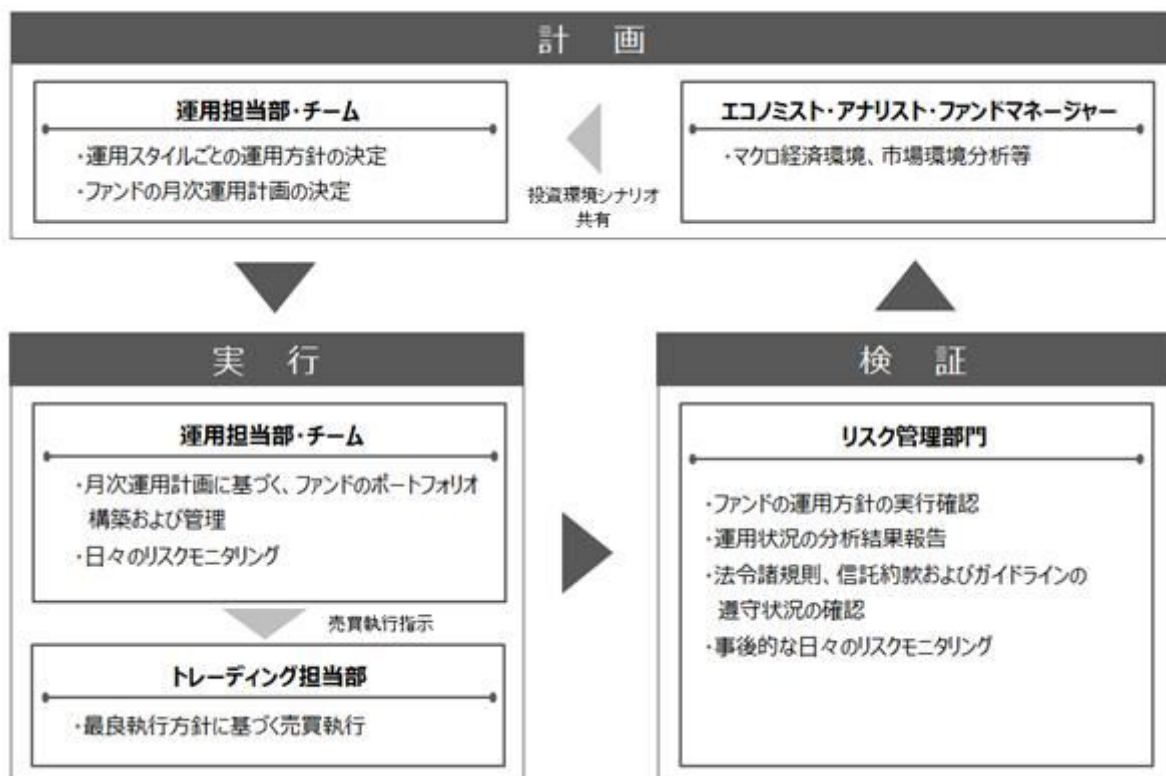 計 画
運用担当部・チーム
・運用スタイルごとの運用方針の決定
・ファンドの月次運用計画の決定
投資環境シナリオ
共有
エコノミスト・アナリスト・ファンドマネージャー
・マクロ経済環境、市場環境分析等
実 行
運用担当部・チーム
・月次運用計画に基づく、ファンドのポートフォリオ
構築および管理
・日々のリスクモニタリング
売買執行指示
トレーディング担当部
・最良執行方針に基づく売買執行
検 証
リスク管理部門
・ファンドの運用方針の実行確認
・運用状況の分析結果報告
・法令諸規則、信託約款およびガイドラインの
遵守状況の確認
・事後的な日々のリスクモニタリング